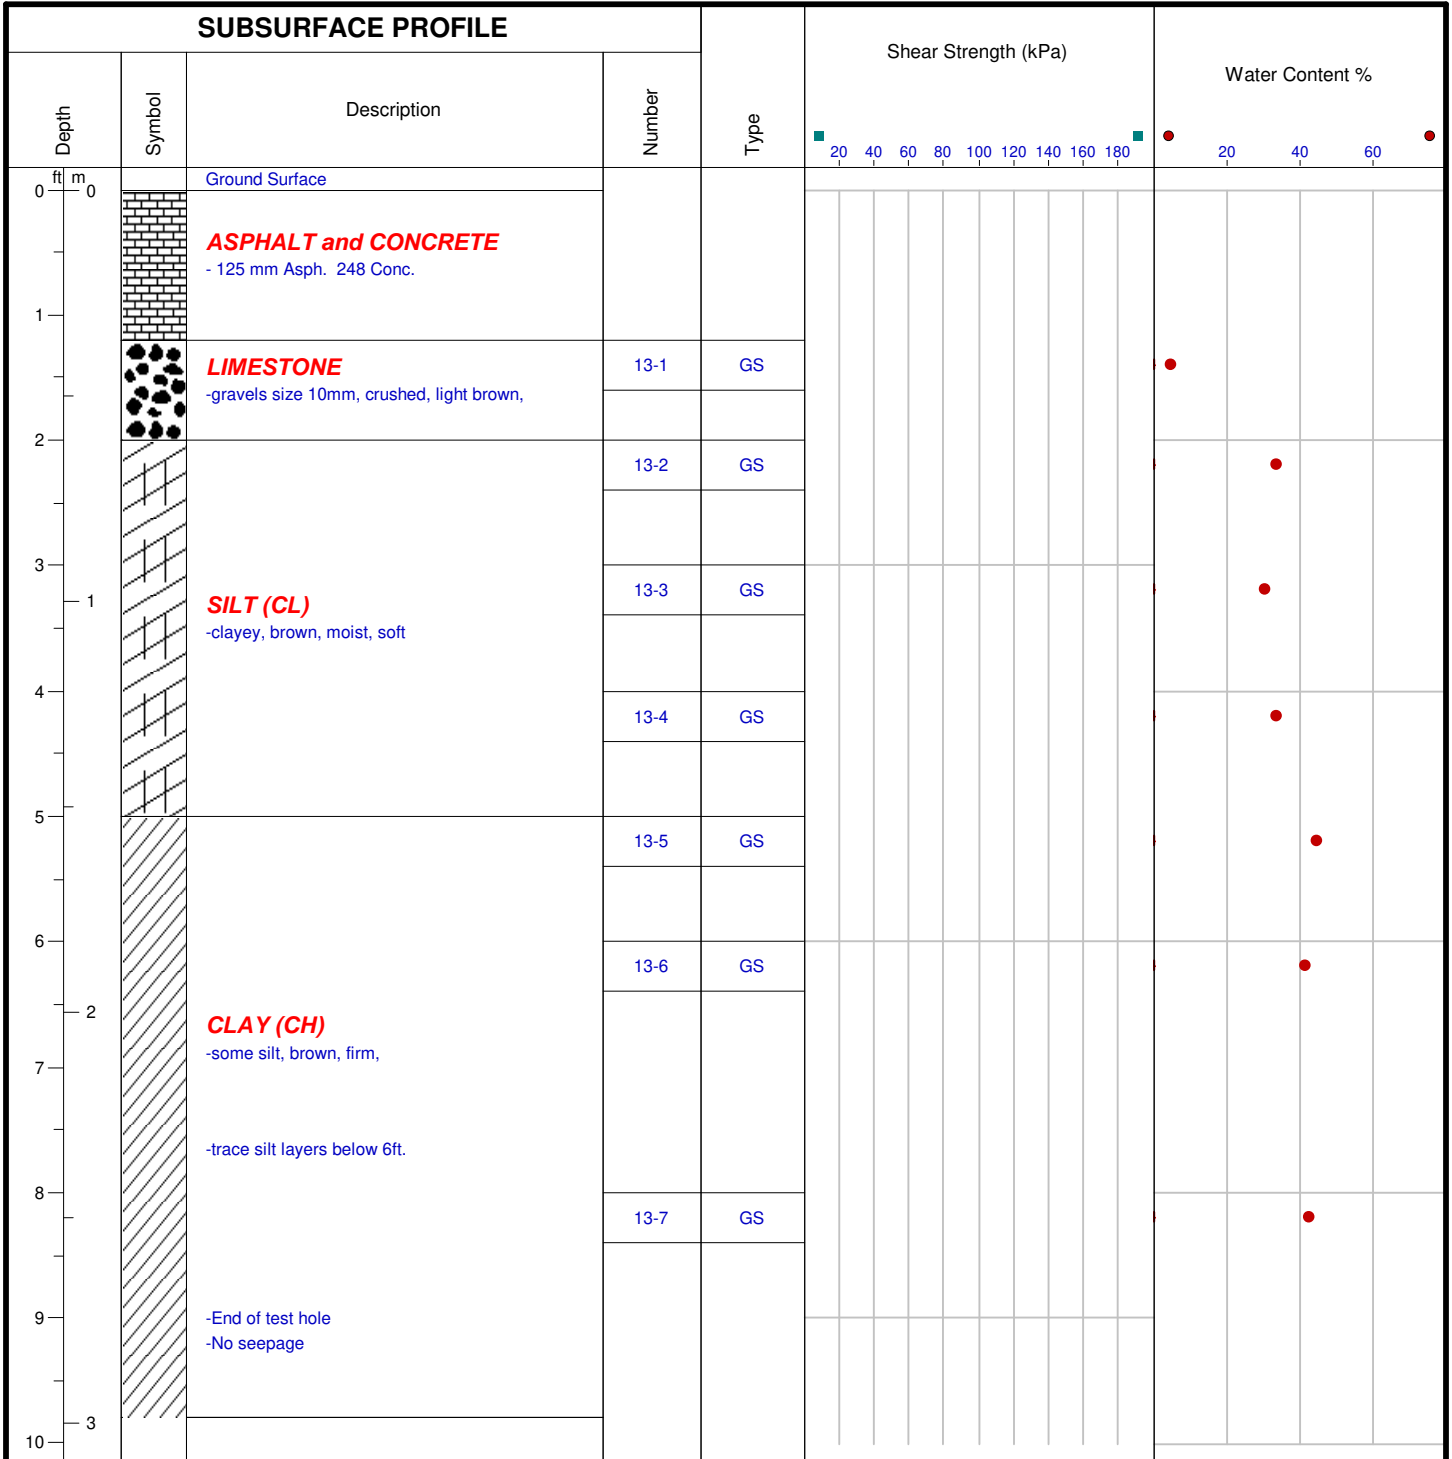 SUBSURFACE PROFILE
Shear Strength (kPa)
Water Content %
Depth
Symbol
Description
Number
Type
20 40 60 80 100 120 140 160 180
20 40 60
ft m
Ground Surface
0 0
ASPHALT and CONCRETE
- 125 mm Asph. 248 Conc.
1
LIMESTONE
13-1 GS
-gravels size 10mm, crushed, light brown,
2
13-2 GS
3
13-3 GS
1
SILT (CL)
-clayey, brown, moist, soft
4
13-4 GS
5
13-5 GS
6
13-6 GS
2
CLAY (CH)
-some silt, brown, firm,
7
-trace silt layers below 6ft.
8
13-7 GS
9
-End of test hole
-No seepage
3
10